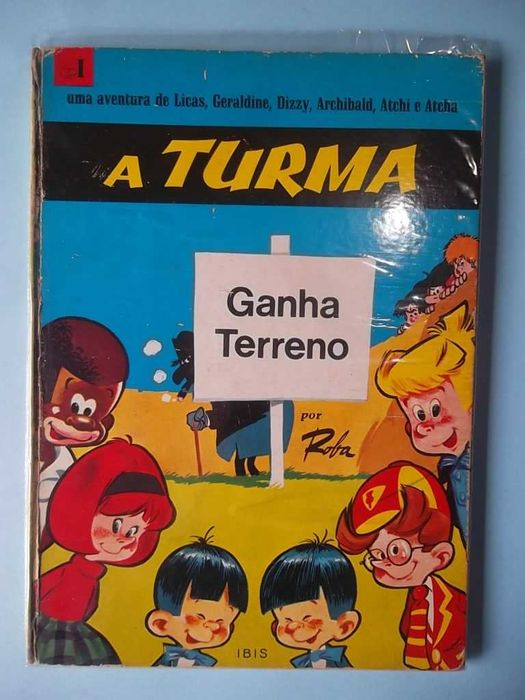 1
uma aventura de Licas, Geraldine, Dizzy, Archibald, Atchi e Atcha
A TURMA
Ganha
Terreno
por
Roba
IBIS